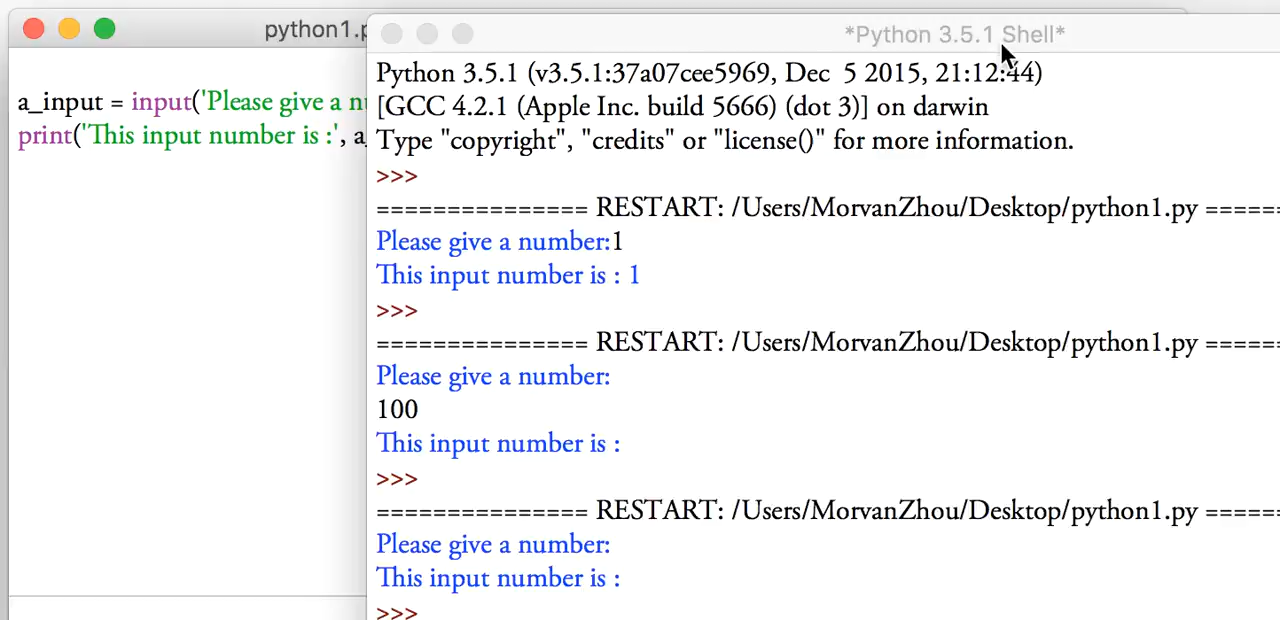 python1.p
*Python 3.5.1 Shell*
a_input = input('Please give a nu
print('This input number is :', a_
Python 3.5.1 (v3.5.1:37a07cee5969, Dec  5 2015, 21:12:44)
[GCC 4.2.1 (Apple Inc. build 5666) (dot 3)] on darwin
Type "copyright", "credits" or "license()" for more information.
>>>
=============== RESTART: /Users/MorvanZhou/Desktop/python1.py ======
Please give a number:1
This input number is : 1
>>>
=============== RESTART: /Users/MorvanZhou/Desktop/python1.py ======
Please give a number:
100
This input number is :
>>>
=============== RESTART: /Users/MorvanZhou/Desktop/python1.py ======
Please give a number:
This input number is :
>>>